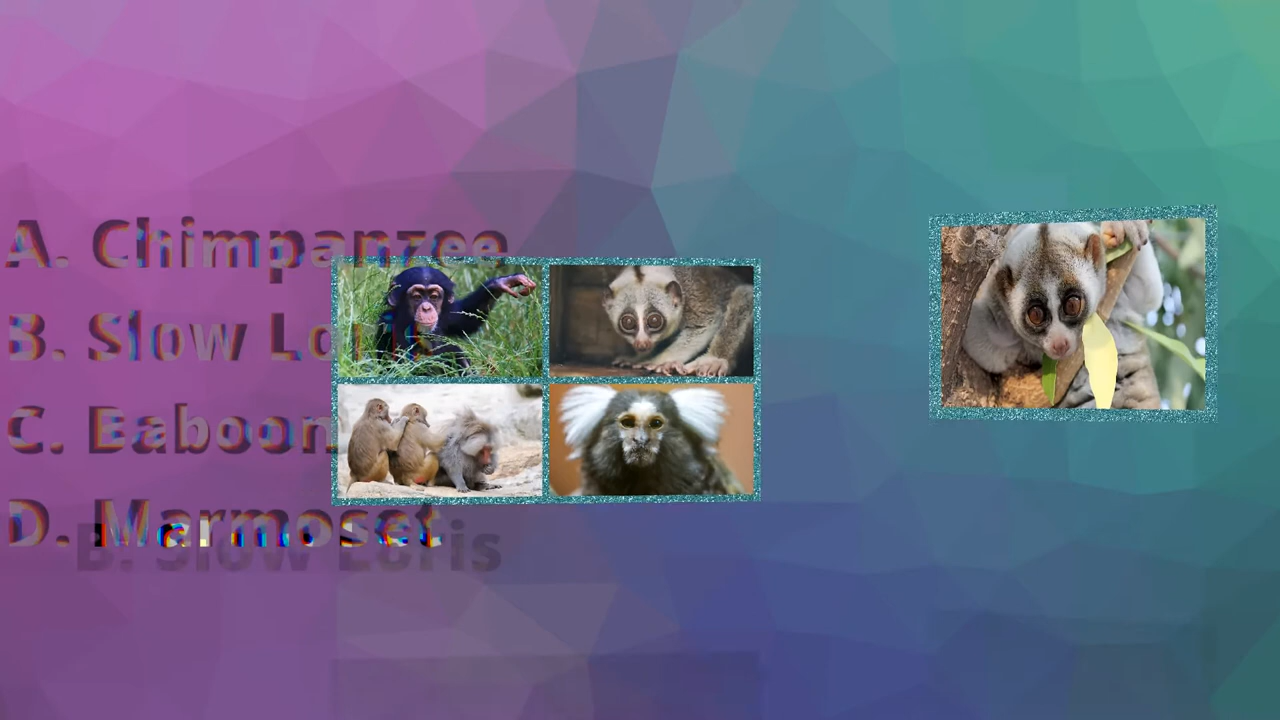 A. Chimpanzee
B. Slow Lo
C. Baboon
D. Marmoset
B. Slow Loris